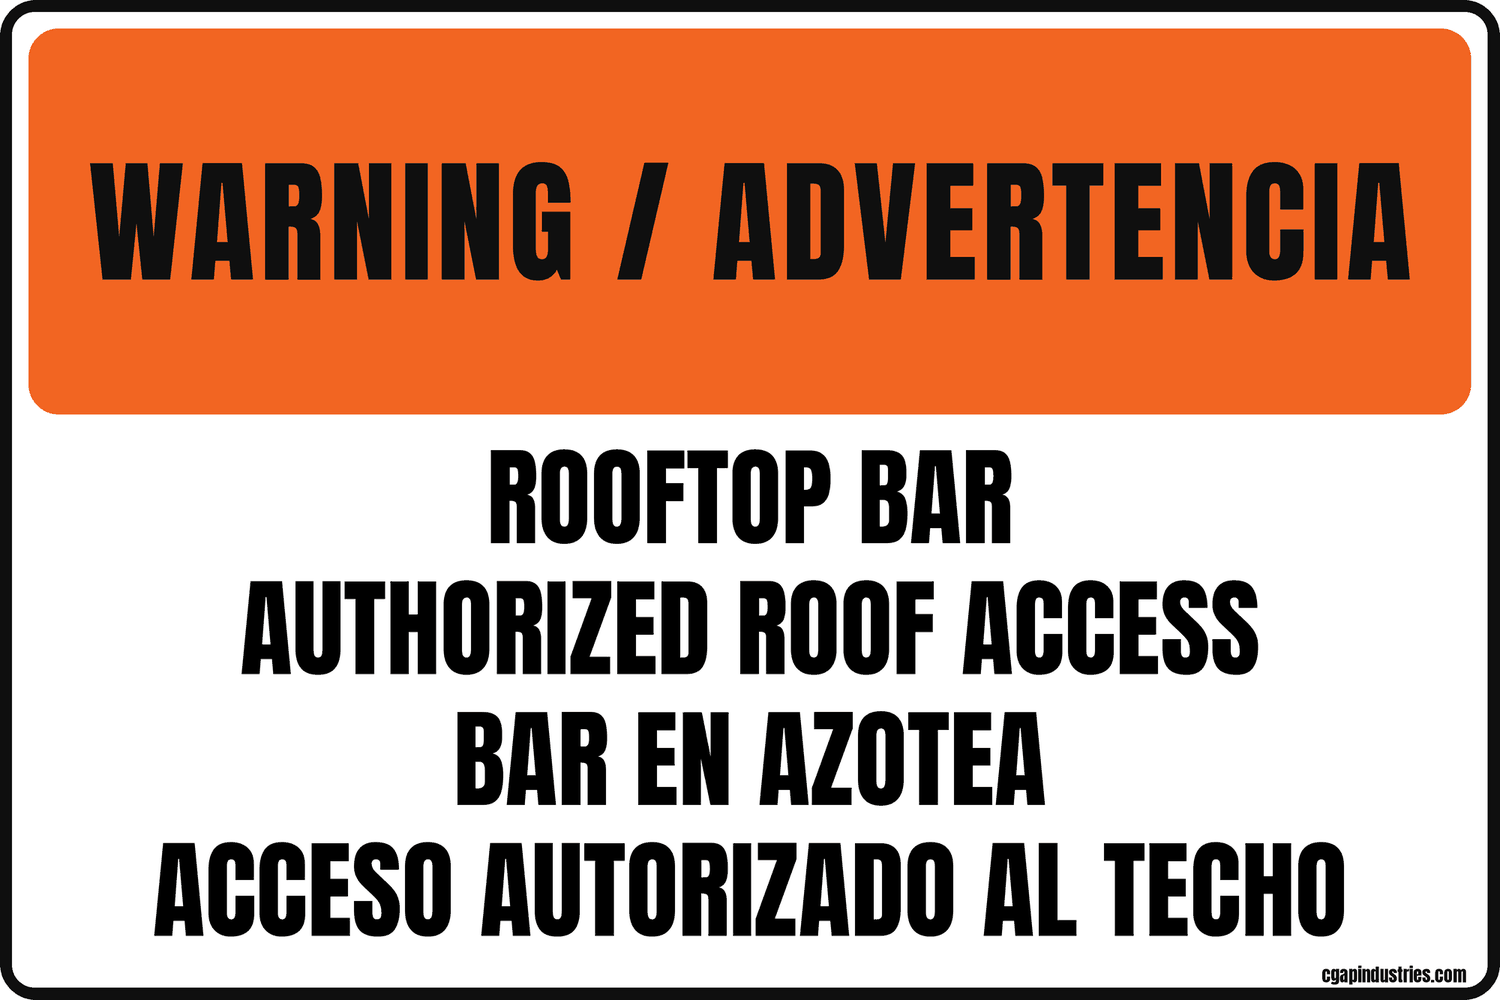 WARNING / ADVERTENCIA
ROOFTOP BAR
AUTHORIZED ROOF ACCESS
BAR EN AZOTEA
ACCESO AUTORIZADO AL TECHO
cgapindustries.com